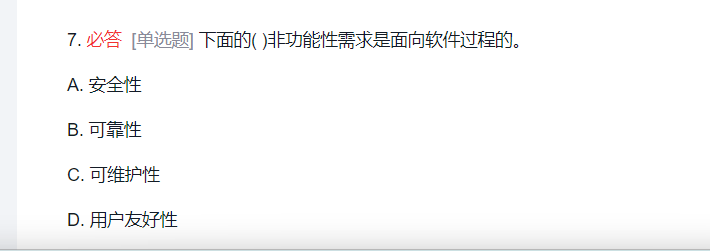 7. 必答 [单选题] 下面的( )非功能性需求是面向软件过程的。
A. 安全性
B. 可靠性
C. 可维护性
D. 用户友好性